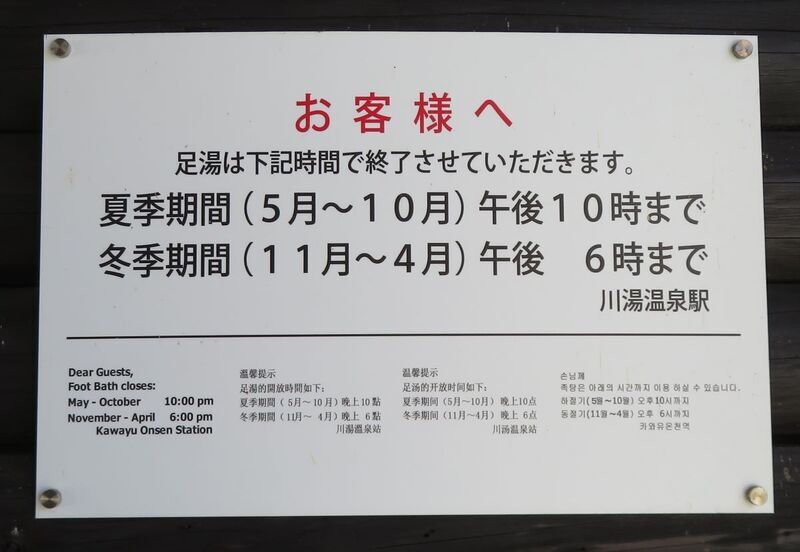 お客様へ
足湯は下記時間で終了させていただきます。
夏季期間（５月～１０月）午後１０時まで
冬季期間（１１月～４月）午後　６時まで
川湯温泉駅
Dear Guests,
Foot Bath closes:
May - October 10:00 pm
November - April 6:00 pm
Kawayu Onsen Station
溫馨提示
足湯的開放時間如下：
夏季期間（ 5月～10月）晚上10點
冬季期間（11月～ 4月）晚上 6點
川湯溫泉站
温馨提示
足汤的开放时间如下：
夏季期间（5月～10月）晚上10点
冬季期间（11月～4月）晚上 6点
川汤温泉站
손님께
족탕은 아래의 시간까지 이용 하실 수 있습니다.
하절기(5월～10월) 오후10시까지
동절기(11월～4월) 오후 6시까지
카와유온천역